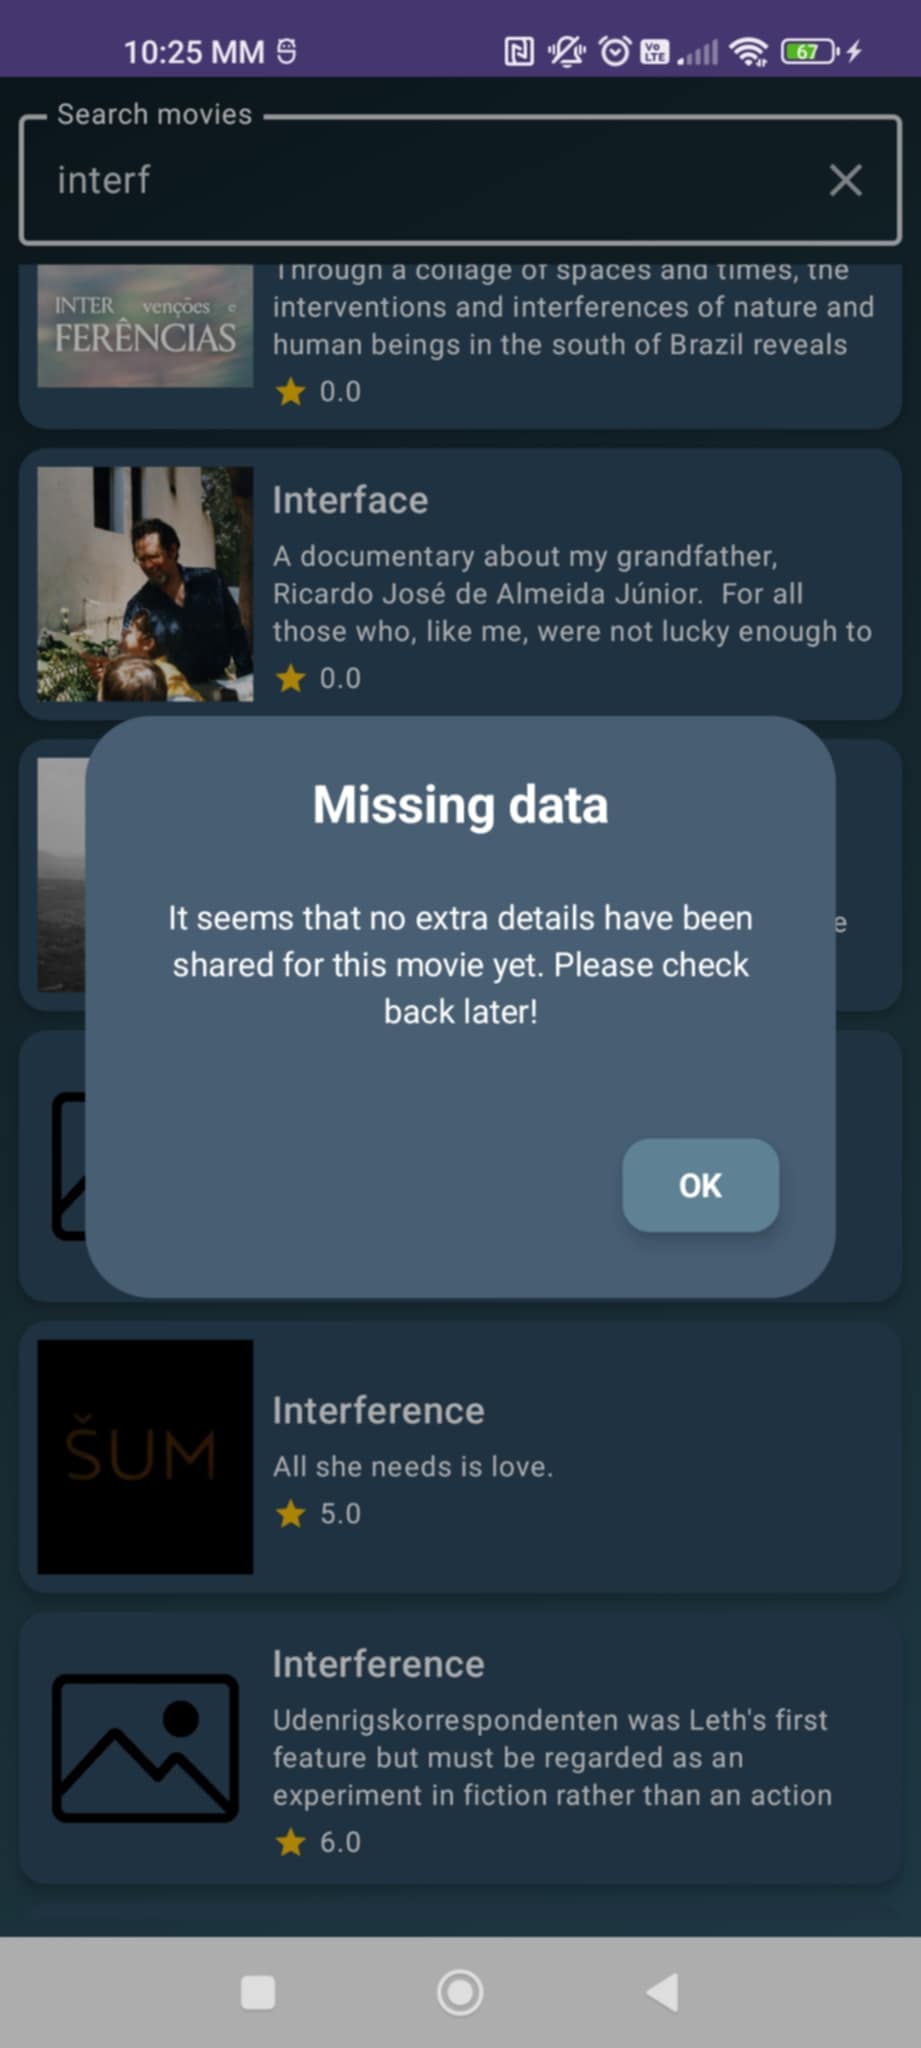 10:25 MM
VO LTE
67
Search movies
interf
INTER venções e
FERÊNCIAS
Through a collage of spaces and times, the
interventions and interferences of nature and
human beings in the south of Brazil reveals
0.0
Interface
A documentary about my grandfather,
Ricardo José de Almeida Júnior. For all
those who, like me, were not lucky enough to
0.0
e
Missing data
It seems that no extra details have been
shared for this movie yet. Please check
back later!
OK
ŠUM
Interference
All she needs is love.
5.0
Interference
Udenrigskorrespondenten was Leth's first
feature but must be regarded as an
experiment in fiction rather than an action
6.0